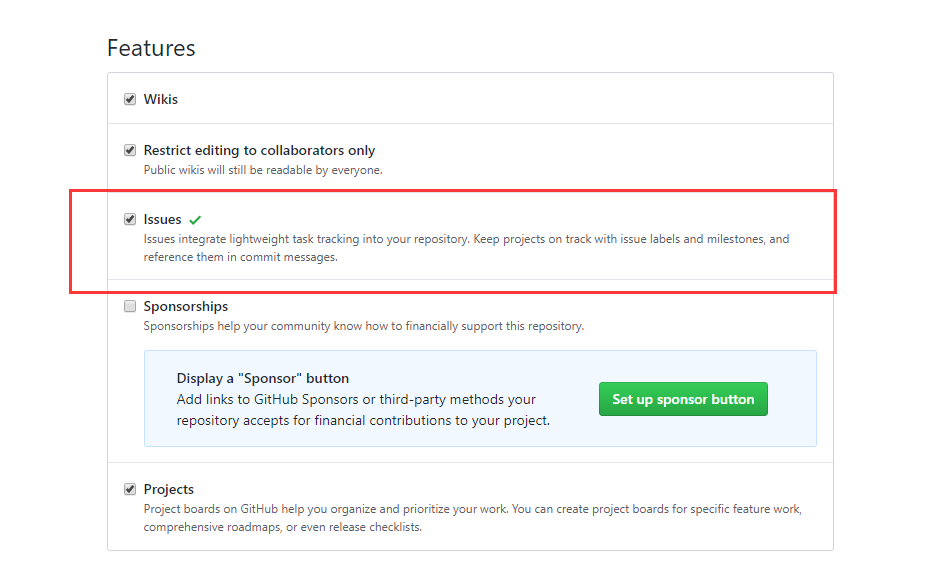 Features
Wikis
Restrict editing to collaborators only
Public wikis will still be readable by everyone.
Issues
Issues integrate lightweight task tracking into your repository. Keep projects on track with issue labels and milestones, and
reference them in commit messages.
Sponsorships
Sponsorships help your community know how to financially support this repository.
Display a "Sponsor" button
Add links to GitHub Sponsors or third-party methods your
repository accepts for financial contributions to your project.
Set up sponsor button
Projects
Project boards on GitHub help you organize and prioritize your work. You can create project boards for specific feature work,
comprehensive roadmaps, or even release checklists.